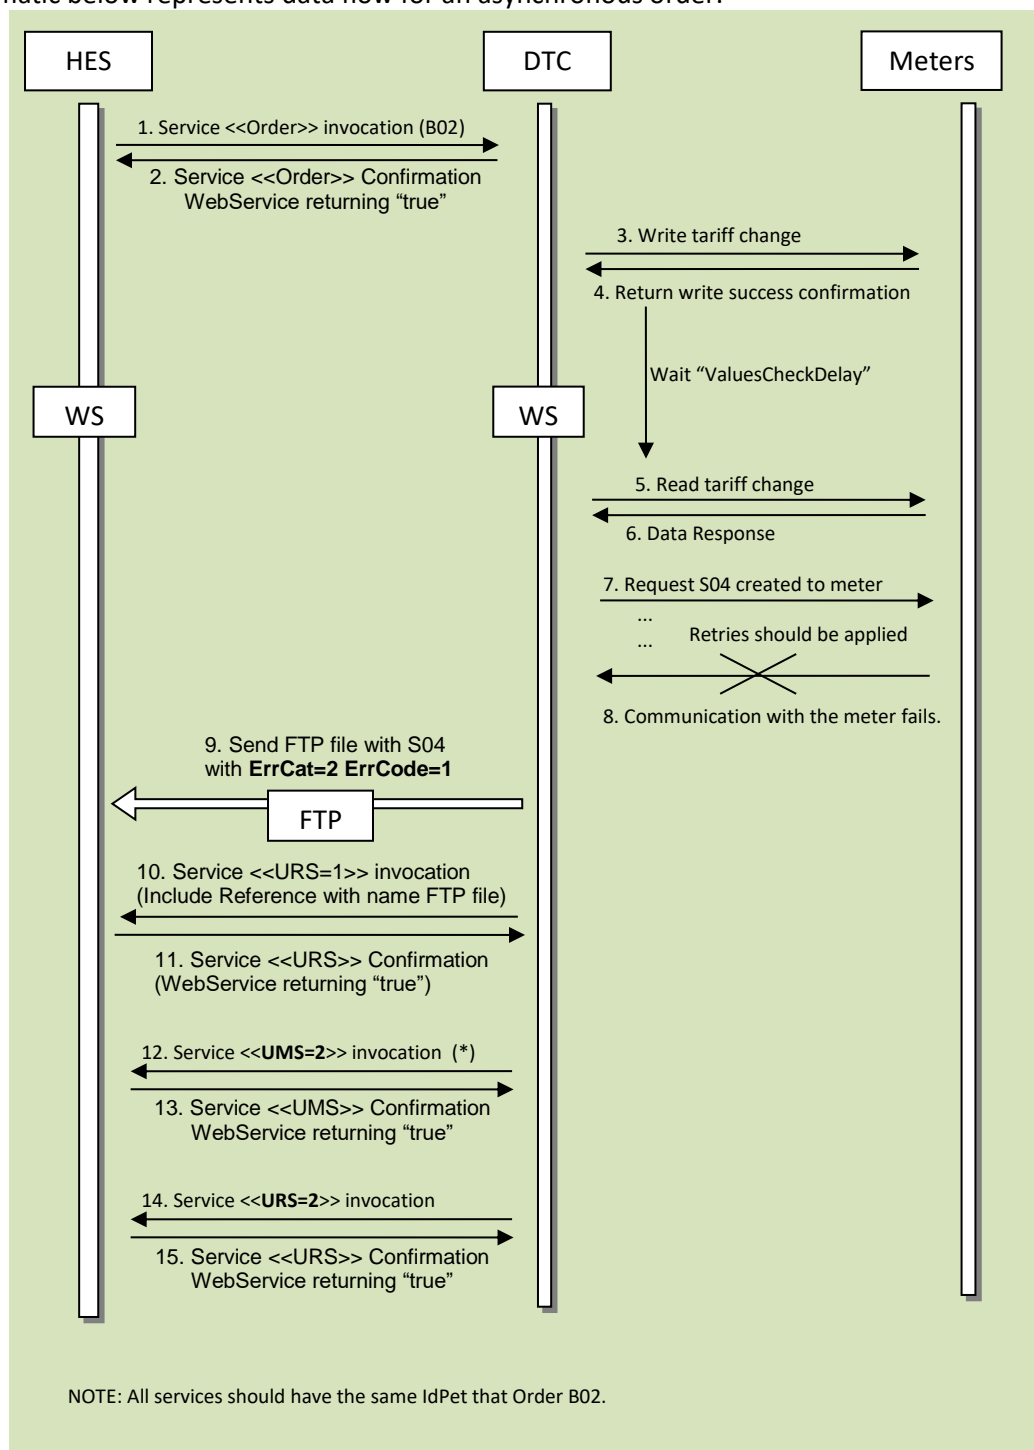 matic below represents data flow for an asynchronous order.
HES
DTC
Meters
1. Service <<Order>> invocation (B02)
2. Service <<Order>> Confirmation
WebService returning “true”
3. Write tariff change
4. Return write success confirmation
Wait “ValuesCheckDelay”
WS
WS
5. Read tariff change
6. Data Response
7. Request S04 created to meter
...
...
Retries should be applied
8. Communication with the meter fails.
9. Send FTP file with S04
with ErrCat=2 ErrCode=1
FTP
10. Service <<URS=1>> invocation
(Include Reference with name FTP file)
11. Service <<URS>> Confirmation
(WebService returning “true”)
12. Service <<UMS=2>> invocation (*)
13. Service <<UMS>> Confirmation
WebService returning “true”
14. Service <<URS=2>> invocation
15. Service <<URS>> Confirmation
WebService returning “true”
NOTE: All services should have the same IdPet that Order B02.